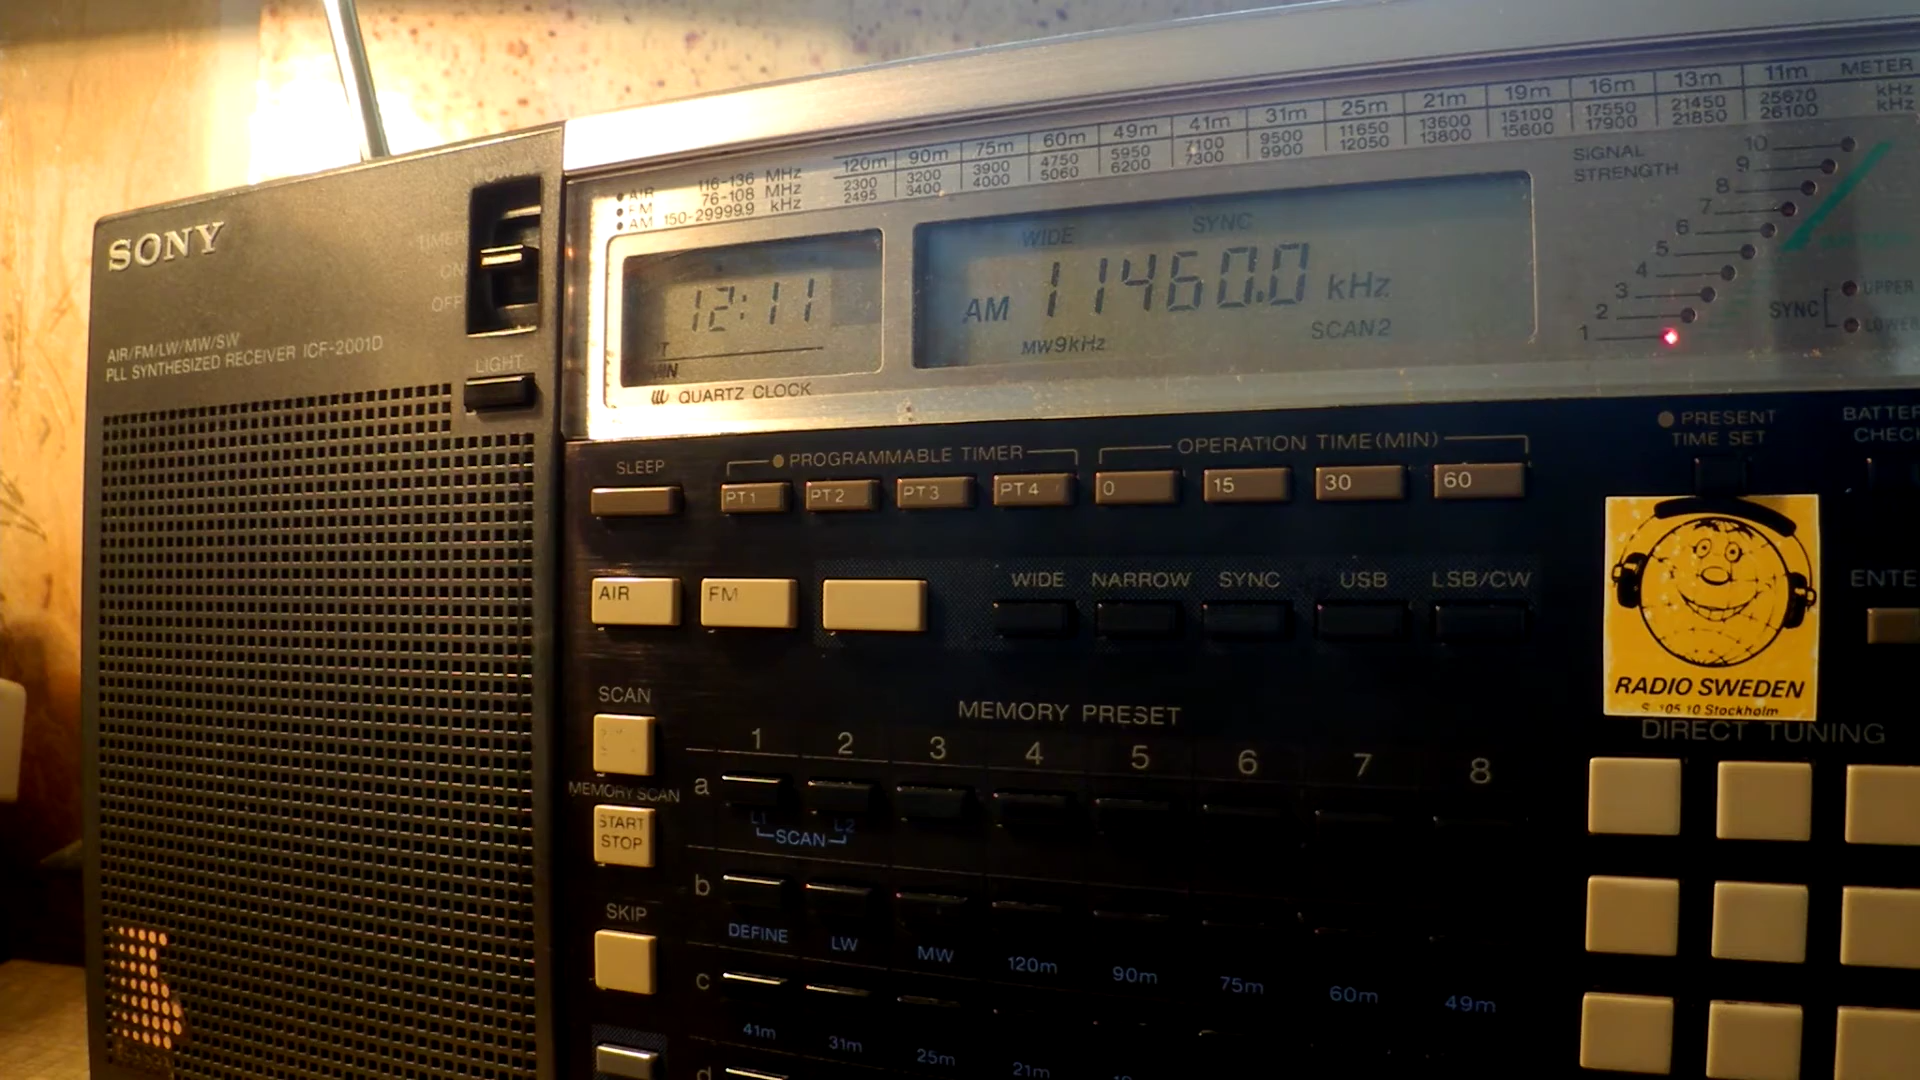 SONY
AIR/FM/LW/MW/SW
PLL SYNTHESIZED RECEIVER ICF-2001D
TIMER
ON
OFF
LIGHT
AIR 116-136 MHz
FM 76-108 MHz
AM 150-29999.9 kHz
120m 90m 75m 60m 49m 41m 31m 25m 21m 19m 16m 13m 11m METER
2300 3200 3900 4750 5950 7100 9500 11650 13600 15100 17550 21450 25670 kHz
2495 3400 4000 5060 6200 7300 9900 12050 13800 15600 17900 21850 26100 kHz
12:11
QUARTZ CLOCK
WIDE SYNC
AM 11460.0 kHz
MW9kHz SCAN2
SIGNAL
STRENGTH
10
9
8
7
6
5
4
3
2
1
SYNC
UPPER
LOWER
SLEEP
PROGRAMMABLE TIMER
PT1 PT2 PT3 PT4
OPERATION TIME(MIN)
0 15 30 60
PRESENT
TIME SET
AIR FM
WIDE NARROW SYNC USB LSB/CW
RADIO SWEDEN
S-105 10 Stockholm
DIRECT TUNING
SCAN
MEMORY SCAN
START
STOP
SKIP
MEMORY PRESET
1 2 3 4 5 6 7 8
a
L1 SCAN L2
b
DEFINE LW MW 120m 90m 75m 60m 49m
c
41m 31m 25m 21m
d